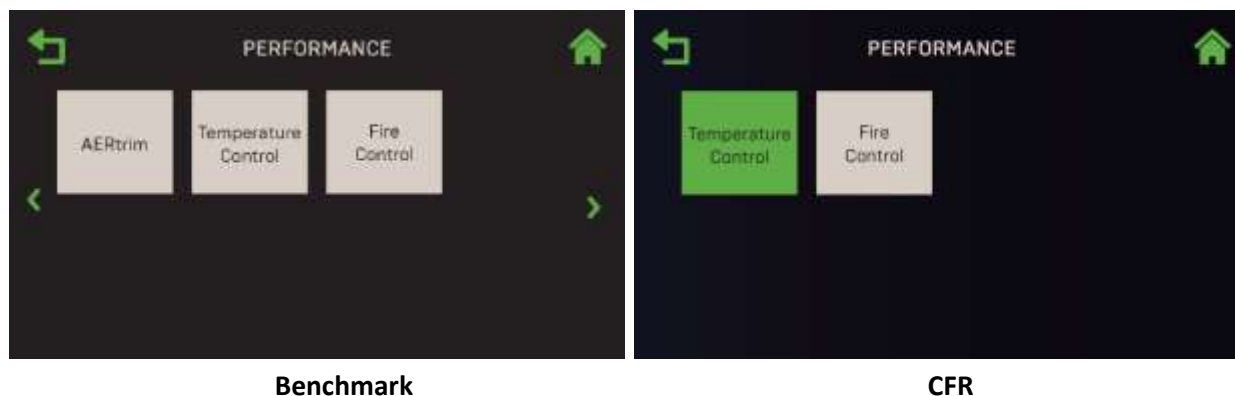 PERFORMANCE
AERtrim
Temperature
Control
Fire
Control
PERFORMANCE
Temperature
Control
Fire
Control
Benchmark
CFR